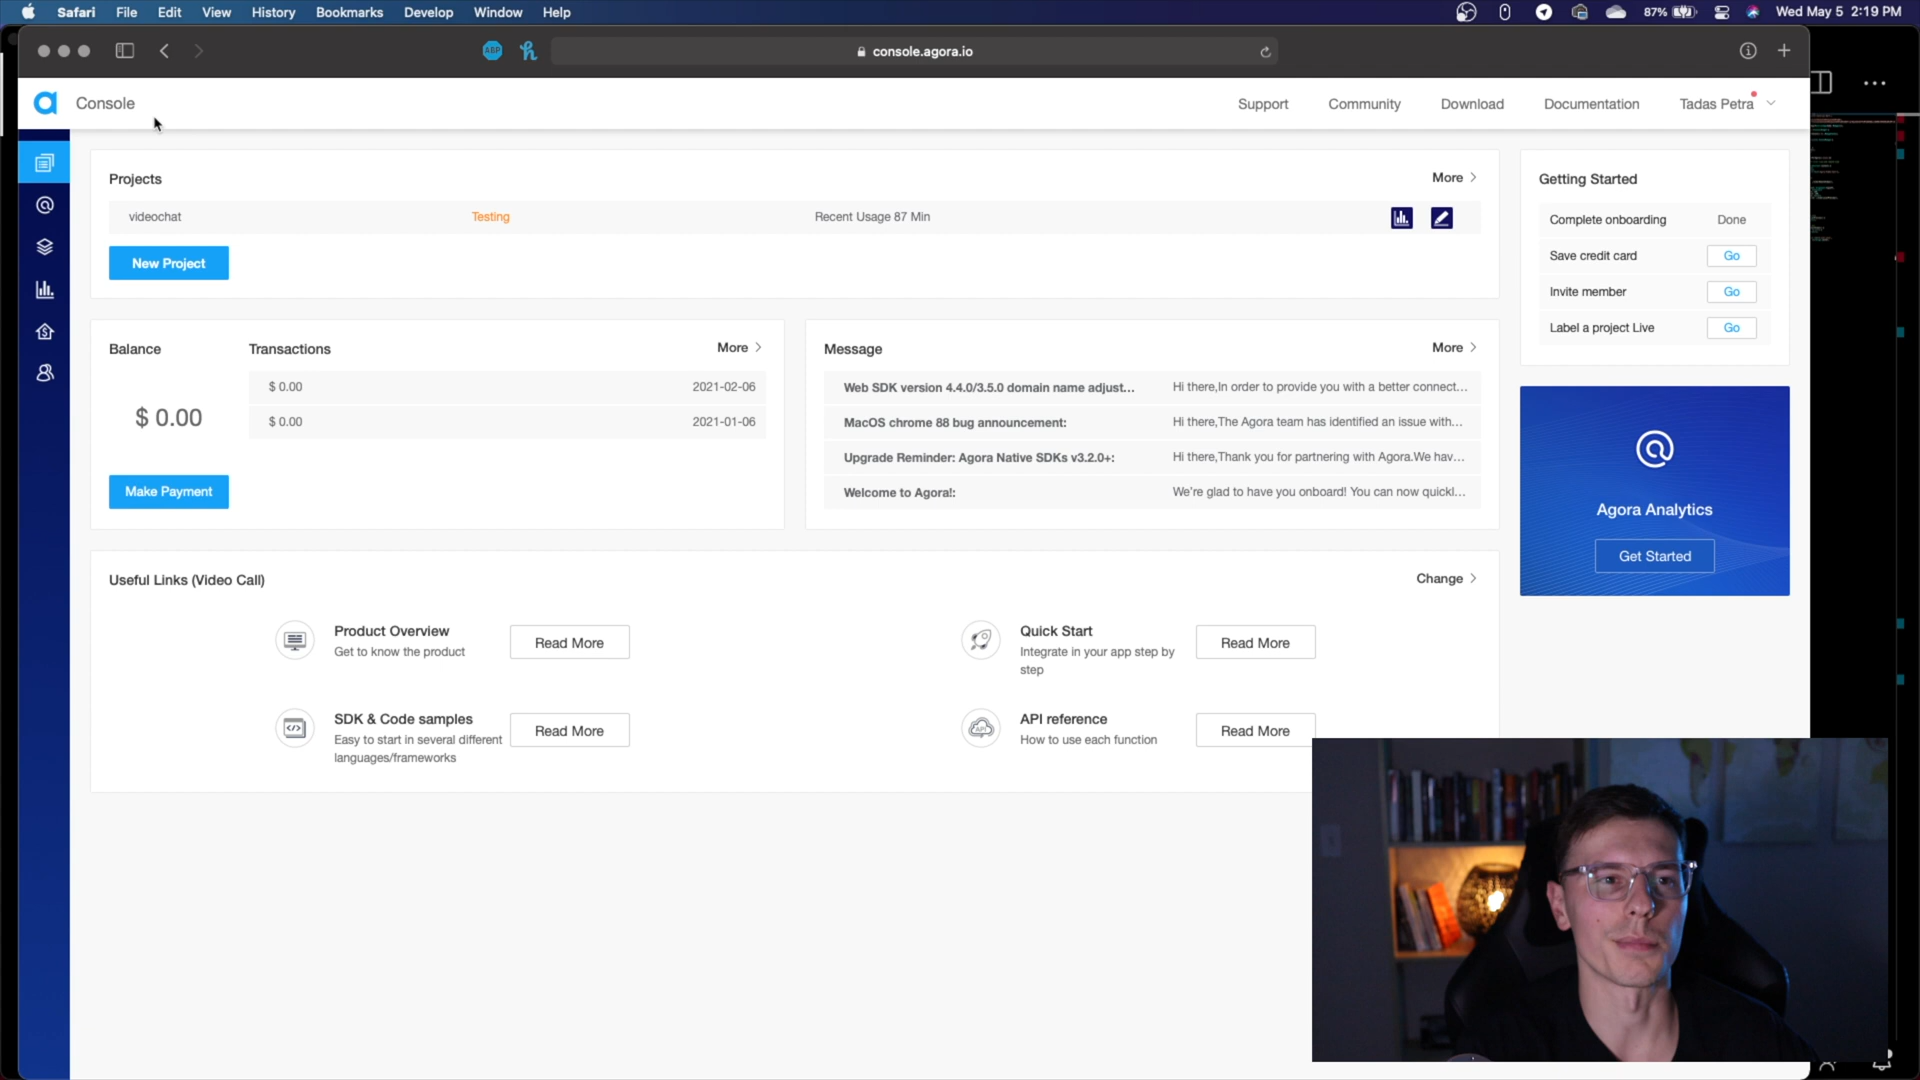 Safari File Edit View History Bookmarks Develop Window Help
87% Wed May 5 2:19 PM
ABP
console.agora.io
Console
Support Community Download Documentation Tadas Petra
Projects
More
videochat Testing Recent Usage 87 Min
New Project
Getting Started
Complete onboarding Done
Save credit card Go
Invite member Go
Label a project Live Go
Balance
Transactions
More
$ 0.00
$ 0.00 2021-02-06
$ 0.00 2021-01-06
Make Payment
Message
More
Web SDK version 4.4.0/3.5.0 domain name adjust... Hi there,In order to provide you with a better connect...
MacOS chrome 88 bug announcement: Hi there,The Agora team has identified an issue with...
Upgrade Reminder: Agora Native SDKs v3.2.0+: Hi there,Thank you for partnering with Agora.We hav...
Welcome to Agora!: We're glad to have you onboard! You can now quickl...
Agora Analytics
Get Started
Useful Links (Video Call)
Change
Product Overview
Get to know the product
Read More
Quick Start
Integrate in your app step by
step
Read More
SDK & Code samples
Easy to start in several different
languages/frameworks
Read More
API
API reference
How to use each function
Read More